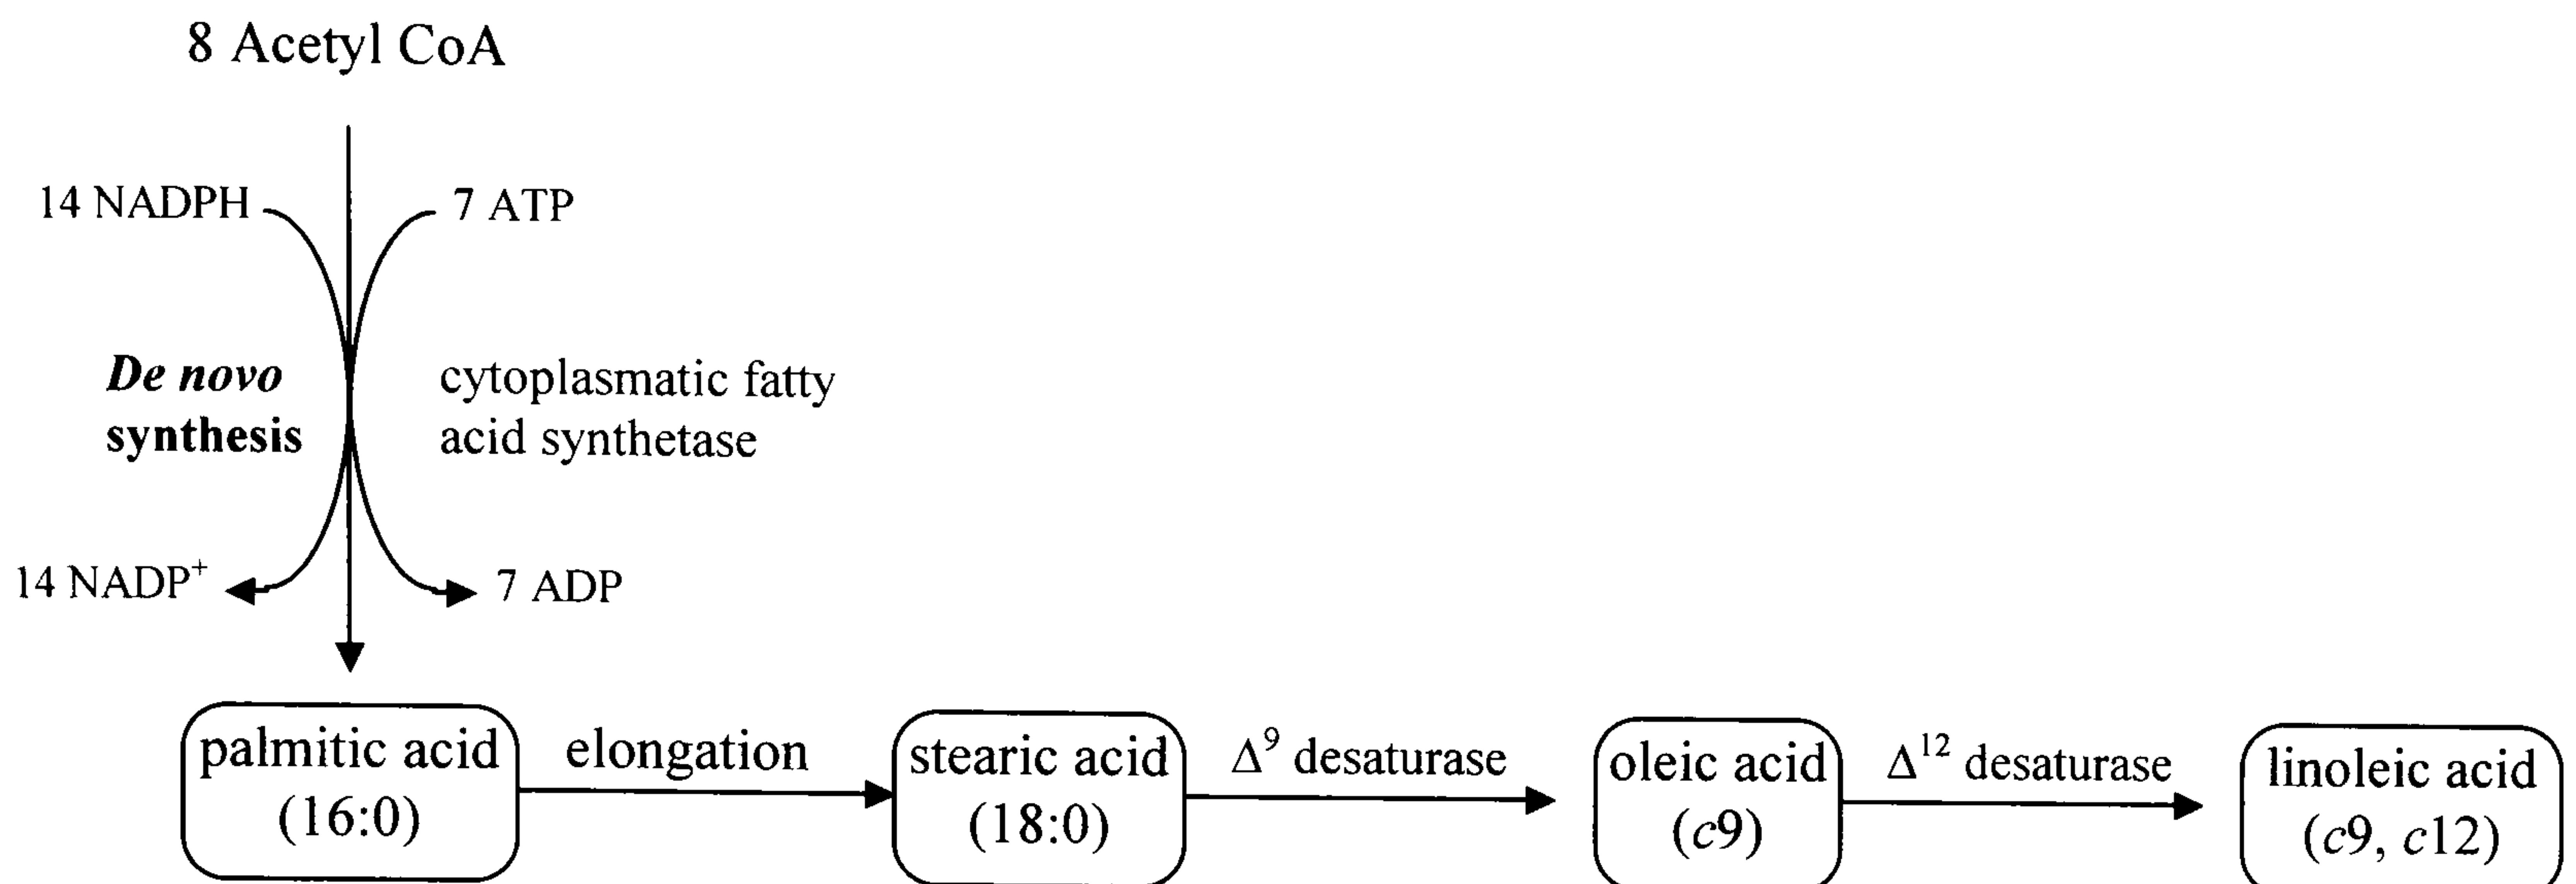 8 Acetyl CoA
14 NADPH
7 ATP
De novo
synthesis
cytoplasmatic fatty
acid synthetase
14 NADP⁺
7 ADP
palmitic acid
(16:0)
elongation
stearic acid
(18:0)
Δ⁹ desaturase
oleic acid
(c9)
Δ¹² desaturase
linoleic acid
(c9, c12)